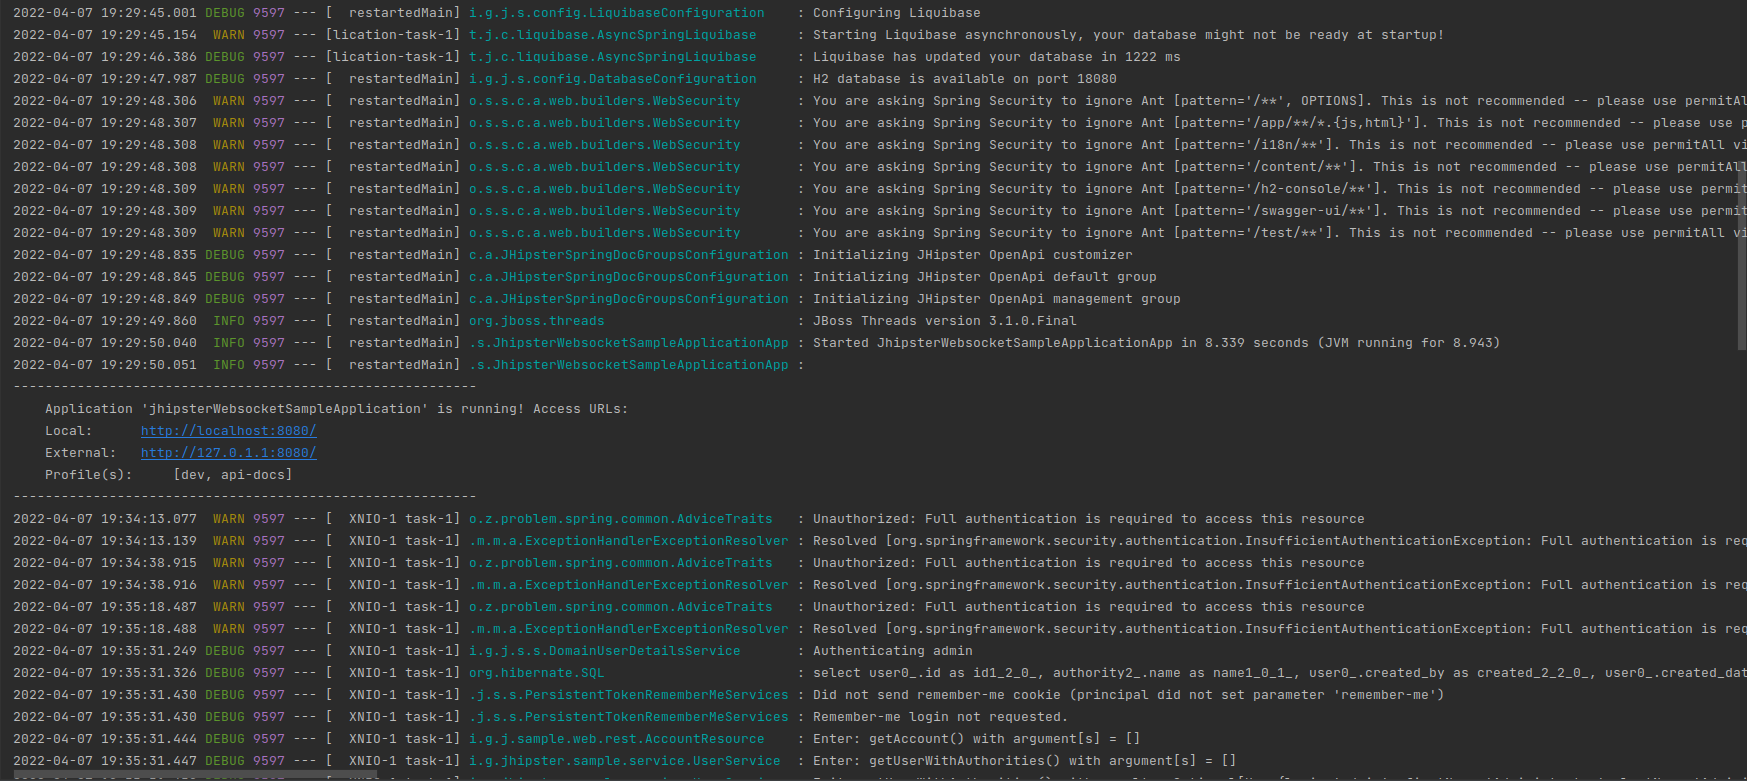 2022-04-07 19:29:45.001 DEBUG 9597 --- [  restartedMain] i.g.j.s.config.LiquibaseConfiguration    : Configuring Liquibase
2022-04-07 19:29:45.154  WARN 9597 --- [lication-task-1] t.j.c.liquibase.AsyncSpringLiquibase     : Starting Liquibase asynchronously, your database might not be ready at startup!
2022-04-07 19:29:46.386 DEBUG 9597 --- [lication-task-1] t.j.c.liquibase.AsyncSpringLiquibase     : Liquibase has updated your database in 1222 ms
2022-04-07 19:29:47.987 DEBUG 9597 --- [  restartedMain] i.g.j.s.config.DatabaseConfiguration     : H2 database is available on port 18080
2022-04-07 19:29:48.306  WARN 9597 --- [  restartedMain] o.s.s.c.a.web.builders.WebSecurity       : You are asking Spring Security to ignore Ant [pattern='/**', OPTIONS]. This is not recommended -- please use permitAl
2022-04-07 19:29:48.307  WARN 9597 --- [  restartedMain] o.s.s.c.a.web.builders.WebSecurity       : You are asking Spring Security to ignore Ant [pattern='/app/**/*.{js,html}']. This is not recommended -- please use p
2022-04-07 19:29:48.308  WARN 9597 --- [  restartedMain] o.s.s.c.a.web.builders.WebSecurity       : You are asking Spring Security to ignore Ant [pattern='/i18n/**']. This is not recommended -- please use permitAll vi
2022-04-07 19:29:48.308  WARN 9597 --- [  restartedMain] o.s.s.c.a.web.builders.WebSecurity       : You are asking Spring Security to ignore Ant [pattern='/content/**']. This is not recommended -- please use permitAll
2022-04-07 19:29:48.309  WARN 9597 --- [  restartedMain] o.s.s.c.a.web.builders.WebSecurity       : You are asking Spring Security to ignore Ant [pattern='/h2-console/**']. This is not recommended -- please use permit
2022-04-07 19:29:48.309  WARN 9597 --- [  restartedMain] o.s.s.c.a.web.builders.WebSecurity       : You are asking Spring Security to ignore Ant [pattern='/swagger-ui/**']. This is not recommended -- please use permit
2022-04-07 19:29:48.309  WARN 9597 --- [  restartedMain] o.s.s.c.a.web.builders.WebSecurity       : You are asking Spring Security to ignore Ant [pattern='/test/**']. This is not recommended -- please use permitAll vi
2022-04-07 19:29:48.835 DEBUG 9597 --- [  restartedMain] c.a.JHipsterSpringDocGroupsConfiguration : Initializing JHipster OpenApi customizer
2022-04-07 19:29:48.845 DEBUG 9597 --- [  restartedMain] c.a.JHipsterSpringDocGroupsConfiguration : Initializing JHipster OpenApi default group
2022-04-07 19:29:48.849 DEBUG 9597 --- [  restartedMain] c.a.JHipsterSpringDocGroupsConfiguration : Initializing JHipster OpenApi management group
2022-04-07 19:29:49.860  INFO 9597 --- [  restartedMain] org.jboss.threads                        : JBoss Threads version 3.1.0.Final
2022-04-07 19:29:50.040  INFO 9597 --- [  restartedMain] .s.JhipsterWebsocketSampleApplicationApp : Started JhipsterWebsocketSampleApplicationApp in 8.339 seconds (JVM running for 8.943)
2022-04-07 19:29:50.051  INFO 9597 --- [  restartedMain] .s.JhipsterWebsocketSampleApplicationApp :
----------------------------------------------------------
    Application 'jhipsterWebsocketSampleApplication' is running! Access URLs:
    Local:      http://localhost:8080/
    External:   http://127.0.1.1:8080/
    Profile(s):     [dev, api-docs]
----------------------------------------------------------
2022-04-07 19:34:13.077  WARN 9597 --- [  XNIO-1 task-1] o.z.problem.spring.common.AdviceTraits   : Unauthorized: Full authentication is required to access this resource
2022-04-07 19:34:13.139  WARN 9597 --- [  XNIO-1 task-1] .m.m.a.ExceptionHandlerExceptionResolver : Resolved [org.springframework.security.authentication.InsufficientAuthenticationException: Full authentication is req
2022-04-07 19:34:38.915  WARN 9597 --- [  XNIO-1 task-1] o.z.problem.spring.common.AdviceTraits   : Unauthorized: Full authentication is required to access this resource
2022-04-07 19:34:38.916  WARN 9597 --- [  XNIO-1 task-1] .m.m.a.ExceptionHandlerExceptionResolver : Resolved [org.springframework.security.authentication.InsufficientAuthenticationException: Full authentication is req
2022-04-07 19:35:18.487  WARN 9597 --- [  XNIO-1 task-1] o.z.problem.spring.common.AdviceTraits   : Unauthorized: Full authentication is required to access this resource
2022-04-07 19:35:18.488  WARN 9597 --- [  XNIO-1 task-1] .m.m.a.ExceptionHandlerExceptionResolver : Resolved [org.springframework.security.authentication.InsufficientAuthenticationException: Full authentication is req
2022-04-07 19:35:31.249 DEBUG 9597 --- [  XNIO-1 task-1] i.g.j.s.s.DomainUserDetailsService       : Authenticating admin
2022-04-07 19:35:31.326 DEBUG 9597 --- [  XNIO-1 task-1] org.hibernate.SQL                        : select user0_.id as id1_2_0_, authority2_.name as name1_0_1_, user0_.created_by as created_2_2_0_, user0_.created_dat
2022-04-07 19:35:31.430 DEBUG 9597 --- [  XNIO-1 task-1] .j.s.s.PersistentTokenRememberMeServices : Did not send remember-me cookie (principal did not set parameter 'remember-me')
2022-04-07 19:35:31.430 DEBUG 9597 --- [  XNIO-1 task-1] .j.s.s.PersistentTokenRememberMeServices : Remember-me login not requested.
2022-04-07 19:35:31.444 DEBUG 9597 --- [  XNIO-1 task-1] i.g.j.sample.web.rest.AccountResource    : Enter: getAccount() with argument[s] = []
2022-04-07 19:35:31.447 DEBUG 9597 --- [  XNIO-1 task-1] i.g.jhipster.sample.service.UserService  : Enter: getUserWithAuthorities() with argument[s] = []